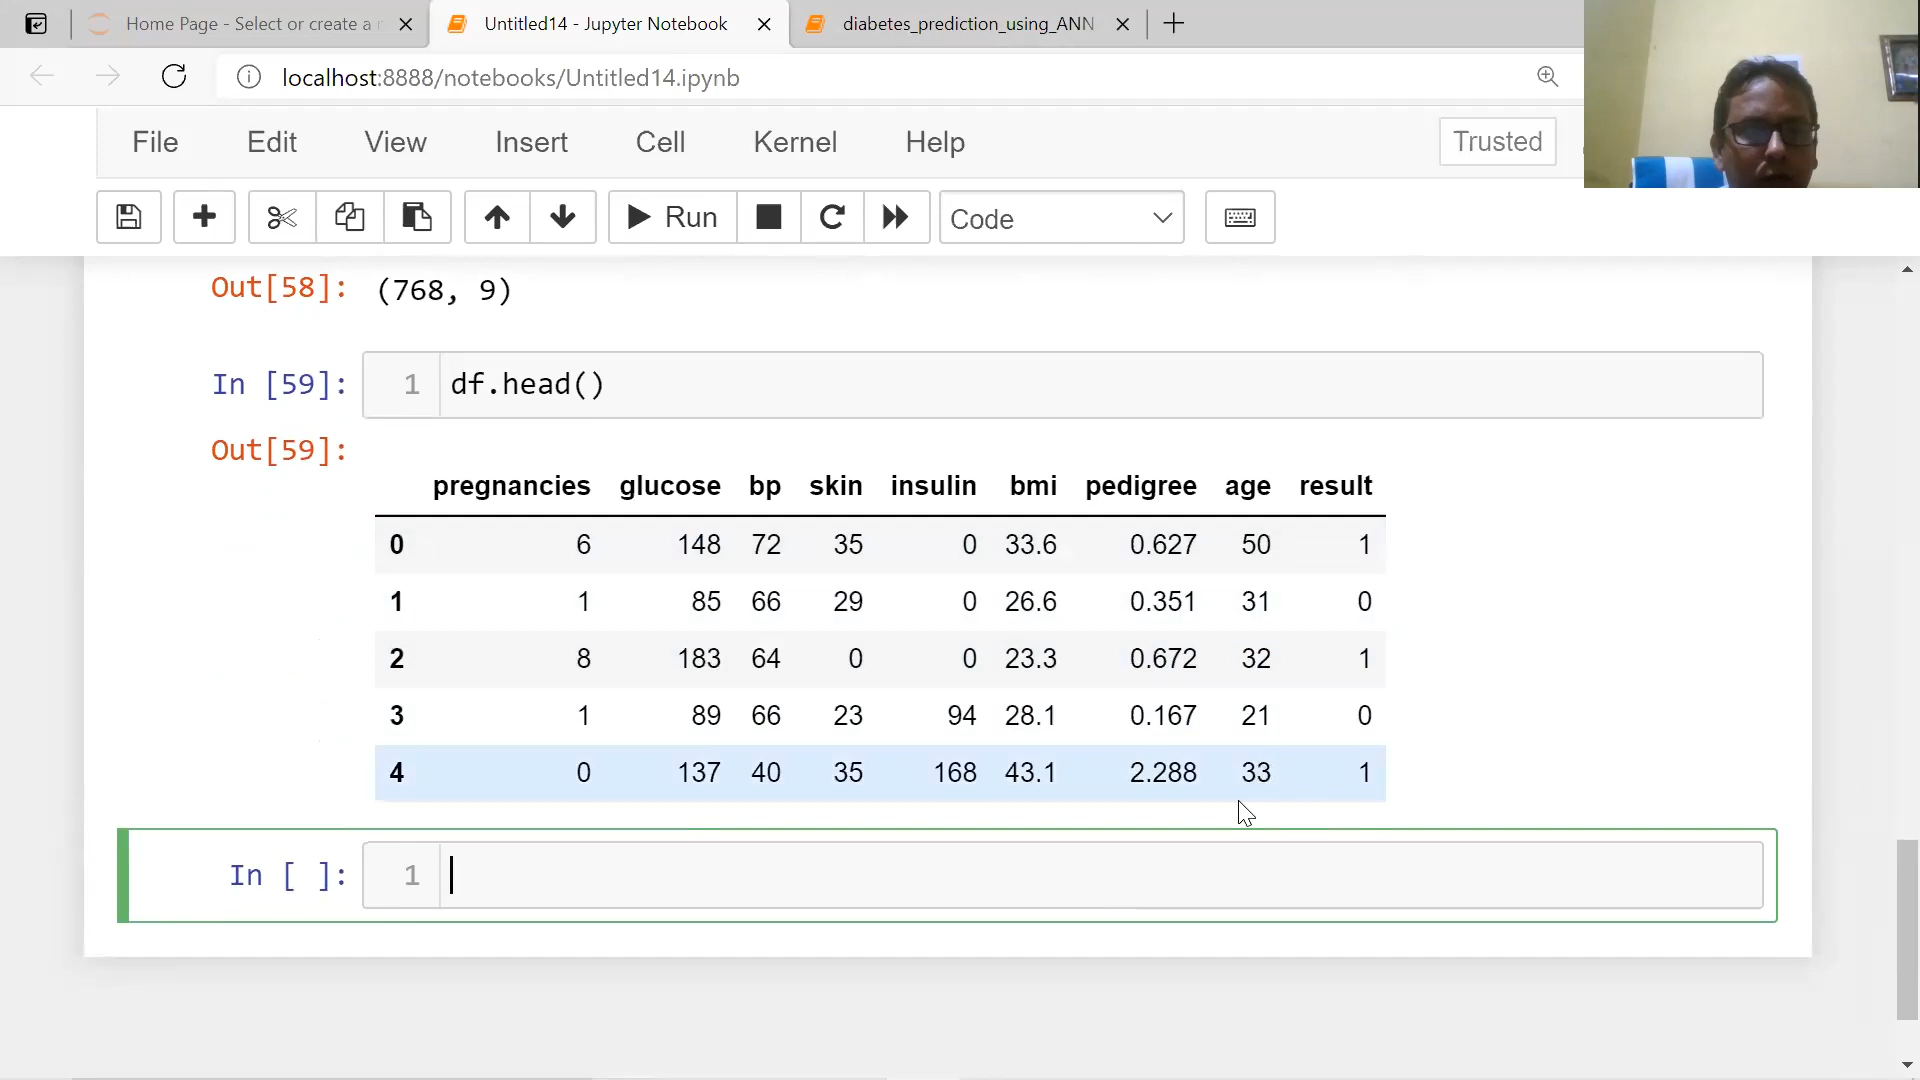 Home Page - Select or create a n
Untitled14 - Jupyter Notebook
diabetes_prediction_using_ANN
localhost:8888/notebooks/Untitled14.ipynb
File Edit View Insert Cell Kernel Help Trusted
Run Code
Out[58]: (768, 9)
In [59]: 1 df.head()
Out[59]:
pregnancies glucose bp skin insulin bmi pedigree age result
0 6 148 72 35 0 33.6 0.627 50 1
1 1 85 66 29 0 26.6 0.351 31 0
2 8 183 64 0 0 23.3 0.672 32 1
3 1 89 66 23 94 28.1 0.167 21 0
4 0 137 40 35 168 43.1 2.288 33 1
In [ ]: 1